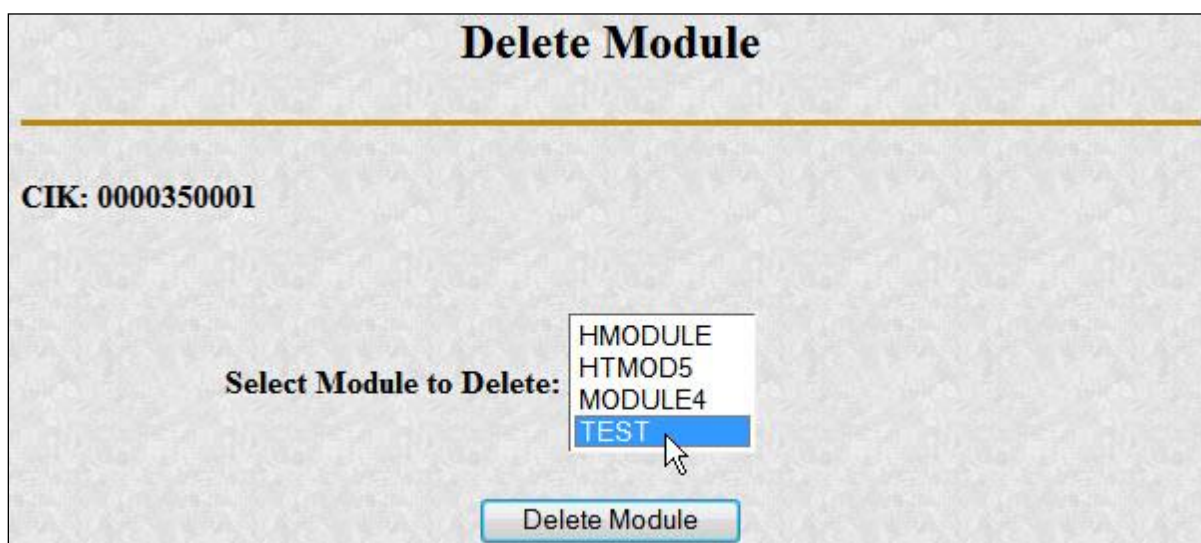 Delete Module
CIK: 0000350001
Select Module to Delete:
HMODULE
HTMOD5
MODULE4
TEST
Delete Module